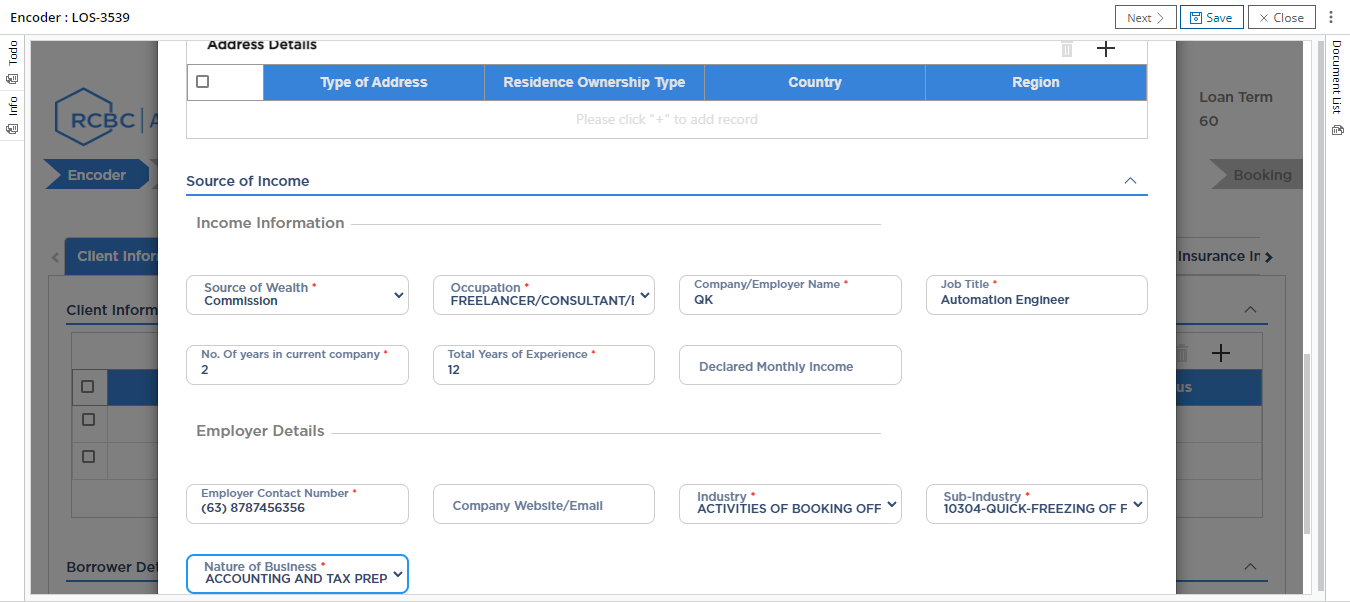 Encoder : LOS-3539
Next
Save
Close
Todo
Info
Document List
RCBC
Loan Term
60
Encoder
Booking
Client Infor
Insurance In
Client Inform
us
Borrower Det
Address Details
Type of Address Residence Ownership Type Country Region
Please click "+" to add record
Source of Income
Income Information
Source of Wealth *
Commission
Occupation *
FREELANCER/CONSULTANT/
Company/Employer Name *
QK
Job Title *
Automation Engineer
No. Of years in current company *
2
Total Years of Experience *
12
Declared Monthly Income
Employer Details
Employer Contact Number *
(63) 8787456356
Company Website/Email
Industry *
ACTIVITIES OF BOOKING OFF
Sub-Industry *
10304-QUICK-FREEZING OF F
Nature of Business *
ACCOUNTING AND TAX PREP